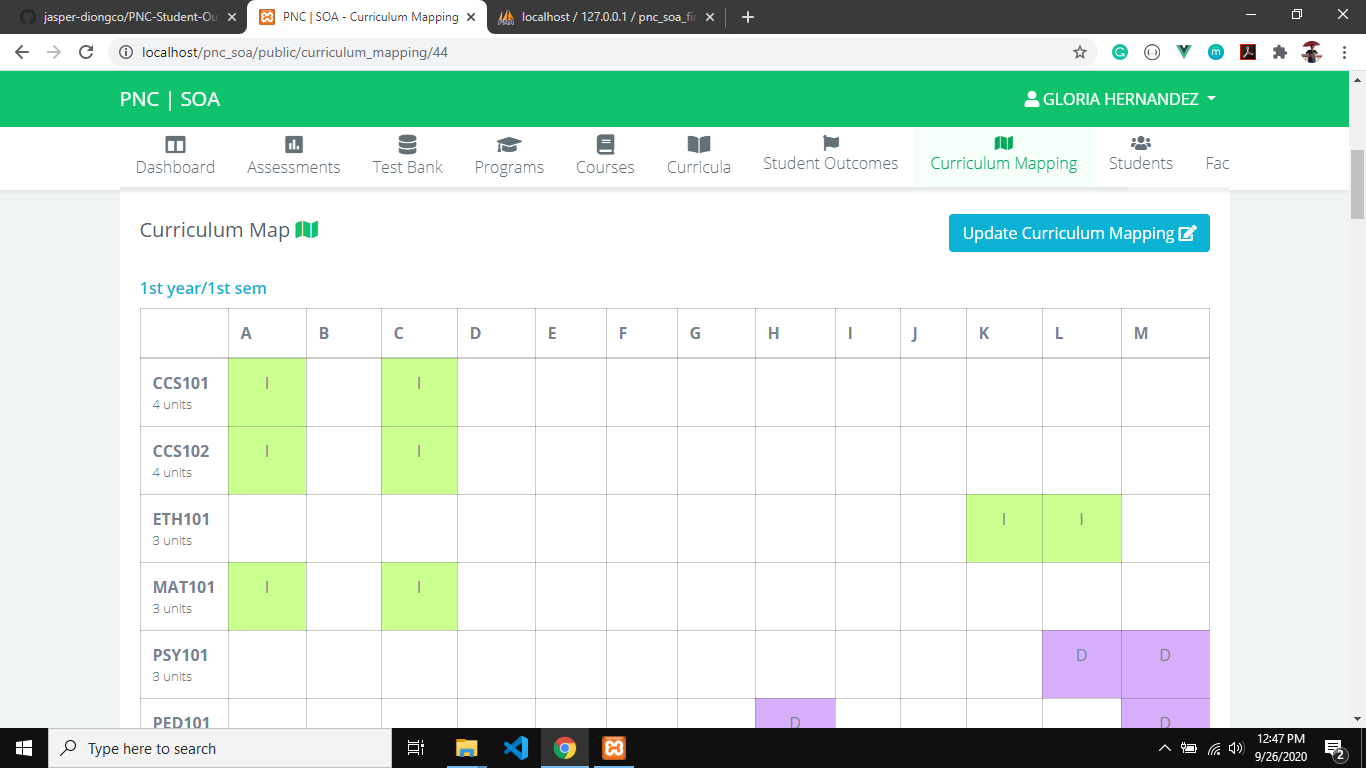 jasper-diongco/PNC-Student-Ou
PNC | SOA - Curriculum Mapping
localhost / 127.0.0.1 / pnc_soa_fin
localhost/pnc_soa/public/curriculum_mapping/44
PNC | SOA
GLORIA HERNANDEZ
Dashboard Assessments Test Bank Programs Courses Curricula Student Outcomes Curriculum Mapping Students Fac
Curriculum Map
Update Curriculum Mapping
1st year/1st sem
A B C D E F G H I J K L M
CCS101 I I
4 units
CCS102 I I
4 units
ETH101 I I
3 units
MAT101 I I
3 units
PSY101 D D
3 units
PED101 D D
Type here to search
12:47 PM
9/26/2020
2